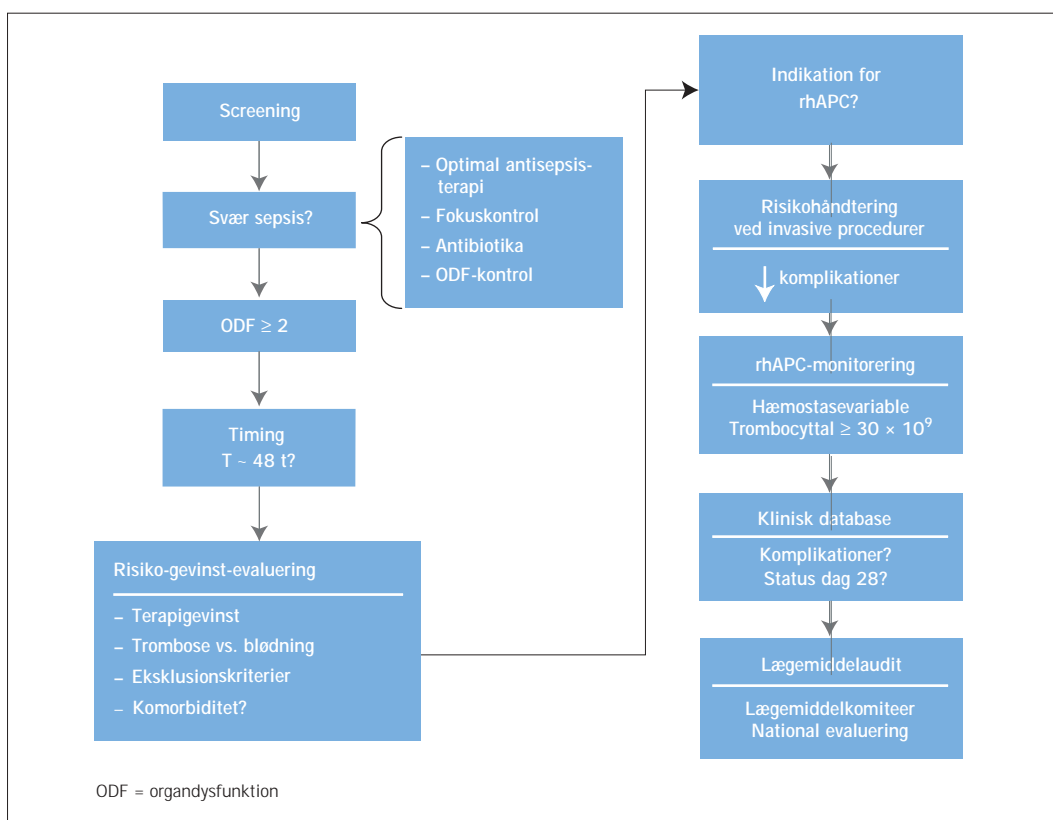 Screening
Svær sepsis?
– Optimal antisepsis-
terapi
– Fokuskontrol
– Antibiotika
– ODF-kontrol
ODF ≥ 2
Timing
T ~ 48 t?
Risiko-gevinst-evaluering
– Terapigevinst
– Trombose vs. blødning
– Eksklusionskriterier
– Komorbiditet?
Indikation for
rhAPC?
Risikohåndtering
ved invasive procedurer
↓ komplikationer
rhAPC-monitorering
Hæmostasevariable
Trombocyttal ≥ 30 × 10⁹
Klinisk database
Komplikationer?
Status dag 28?
Lægemiddelaudit
Lægemiddelkomiteer
National evaluering
ODF = organdysfunktion